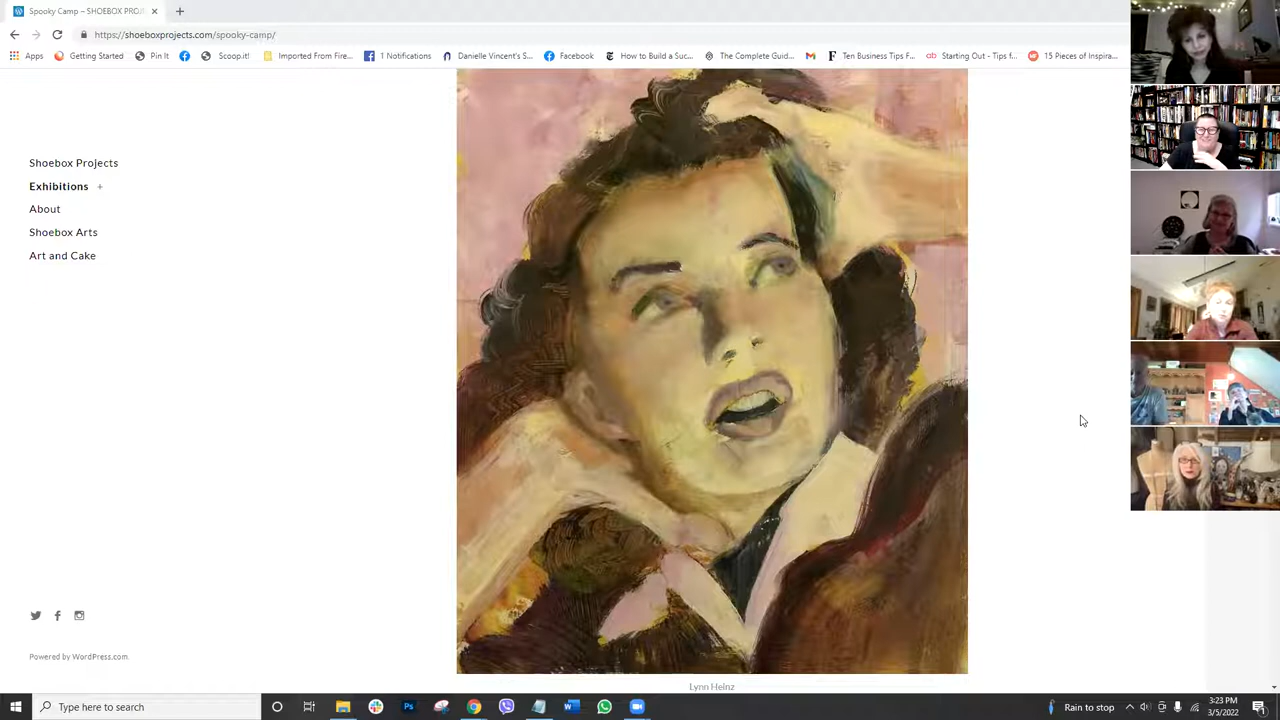 Spooky Camp – SHOEBOX PROJ
https://shoeboxprojects.com/spooky-camp/
Apps Getting Started Pin It Scoop.it Imported From Fire... 1 Notifications Danielle Vincent's S... Facebook How to Build a Suc... The Complete Guid... Ten Business Tips F... Starting Out - Tips f... 15 Pieces of Inspira...
Shoebox Projects
Exhibitions +
About
Shoebox Arts
Art and Cake
Powered by WordPress.com.
Lynn Heinz
Type here to search
Rain to stop
3:23 PM
3/5/2022